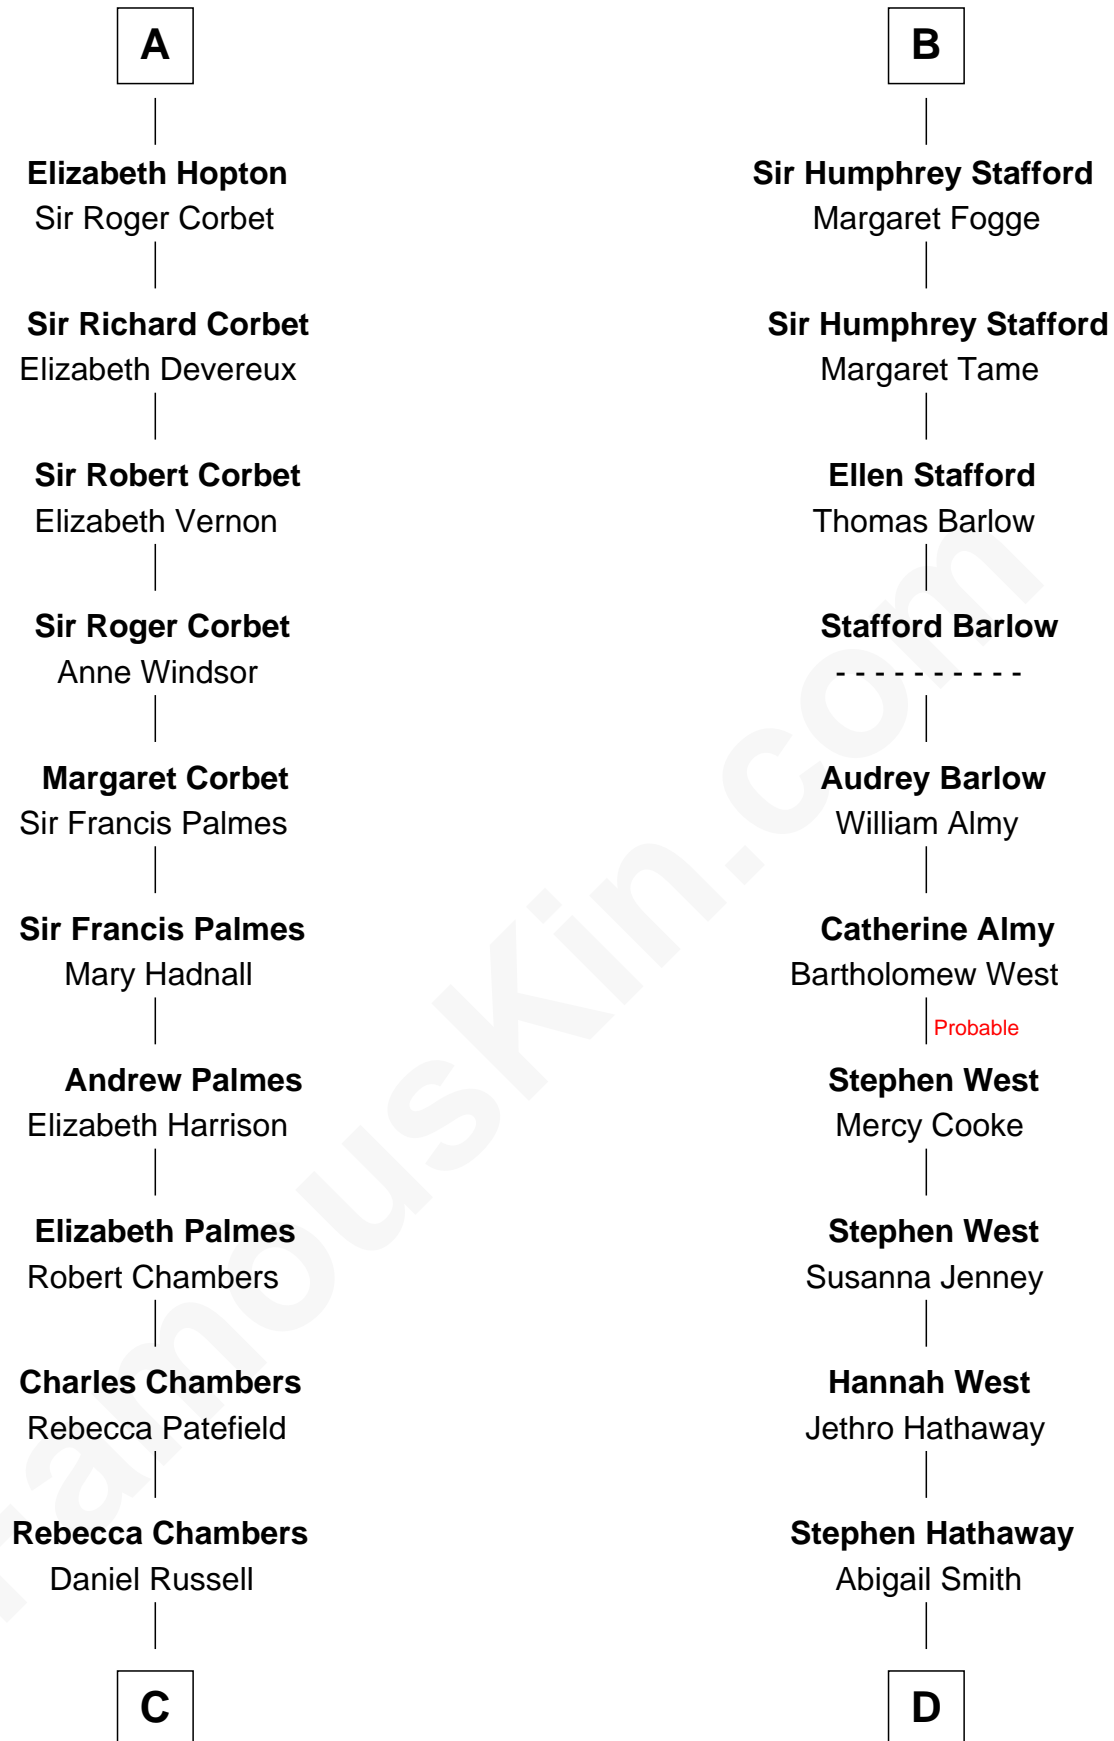 A
Elizabeth Hopton
Sir Roger Corbet
Sir Richard Corbet
Elizabeth Devereux
Sir Robert Corbet
Elizabeth Vernon
Sir Roger Corbet
Anne Windsor
Margaret Corbet
Sir Francis Palmes
Sir Francis Palmes
Mary Hadnall
Andrew Palmes
Elizabeth Harrison
Elizabeth Palmes
Robert Chambers
Charles Chambers
Rebecca Patefield
Rebecca Chambers
Daniel Russell
C
B
Sir Humphrey Stafford
Margaret Fogge
Sir Humphrey Stafford
Margaret Tame
Ellen Stafford
Thomas Barlow
Stafford Barlow
- - - - - - - - - -
Audrey Barlow
William Almy
Catherine Almy
Bartholomew West
Probable
Stephen West
Mercy Cooke
Stephen West
Susanna Jenney
Hannah West
Jethro Hathaway
Stephen Hathaway
Abigail Smith
D
FamousKin.com